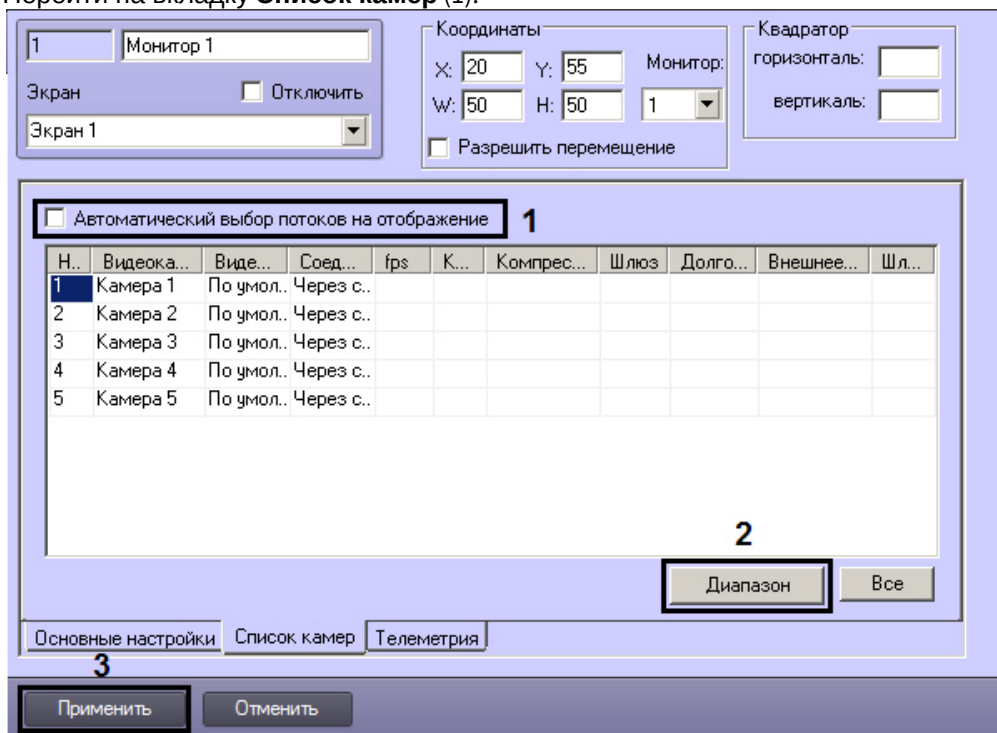 Перейти на вкладку Список камер (1).
1 Монитор 1
Экран Отключить
Экран 1
Координаты
X: 20 Y: 55 Монитор:
W: 50 H: 50 1
Разрешить перемещение
Квадратор
горизонталь:
вертикаль:
Автоматический выбор потоков на отображение 1
Н.. Видеока... Виде... Соед... fps К... Компрес... Шлюз Долго... Внешнее... Шл...
1 Камера 1 По умол.. Через с..
2 Камера 2 По умол.. Через с..
3 Камера 3 По умол.. Через с..
4 Камера 4 По умол.. Через с..
5 Камера 5 По умол.. Через с..
2
Диапазон Все
Основные настройки Список камер Телеметрия
3
Применить Отменить